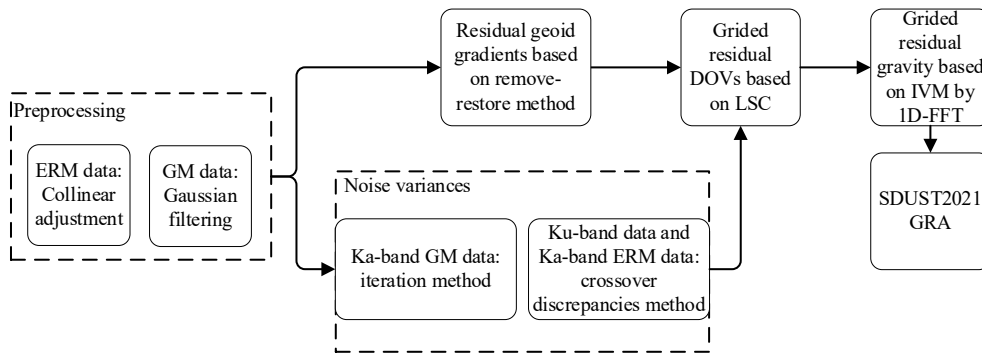 Preprocessing
ERM data:
Collinear
adjustment
GM data:
Gaussian
filtering
Residual geoid
gradients based
on remove-
restore method
Noise variances
Ka-band GM data:
iteration method
Ku-band data and
Ka-band ERM data:
crossover
discrepancies method
Grided
residual
DOVs based
on LSC
Grided
residual
gravity based
on IVM by
1D-FFT
SDUST2021
GRA